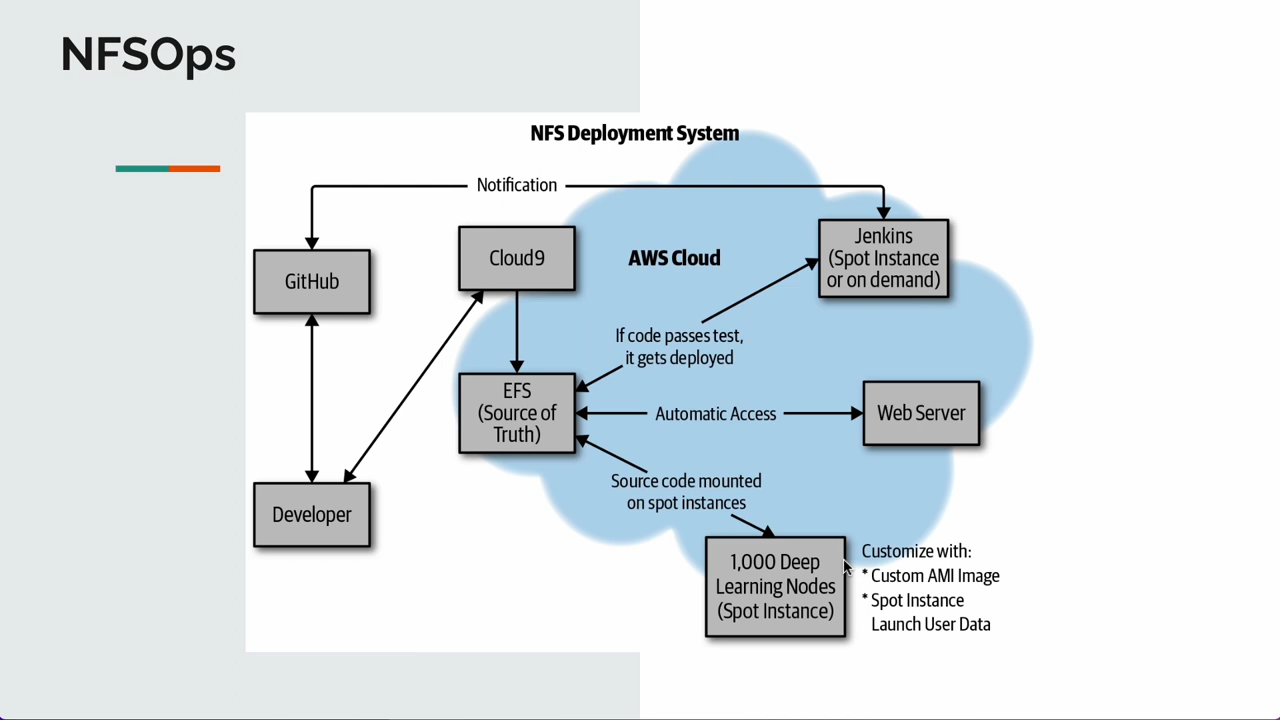 NFSOps
NFS Deployment System
Notification
GitHub
Cloud9
AWS Cloud
Jenkins
(Spot Instance
or on demand)
If code passes test,
it gets deployed
EFS
(Source of
Truth)
Automatic Access
Web Server
Source code mounted
on spot instances
Developer
1,000 Deep
Learning Nodes
(Spot Instance)
Customize with:
* Custom AMI Image
* Spot Instance
Launch User Data